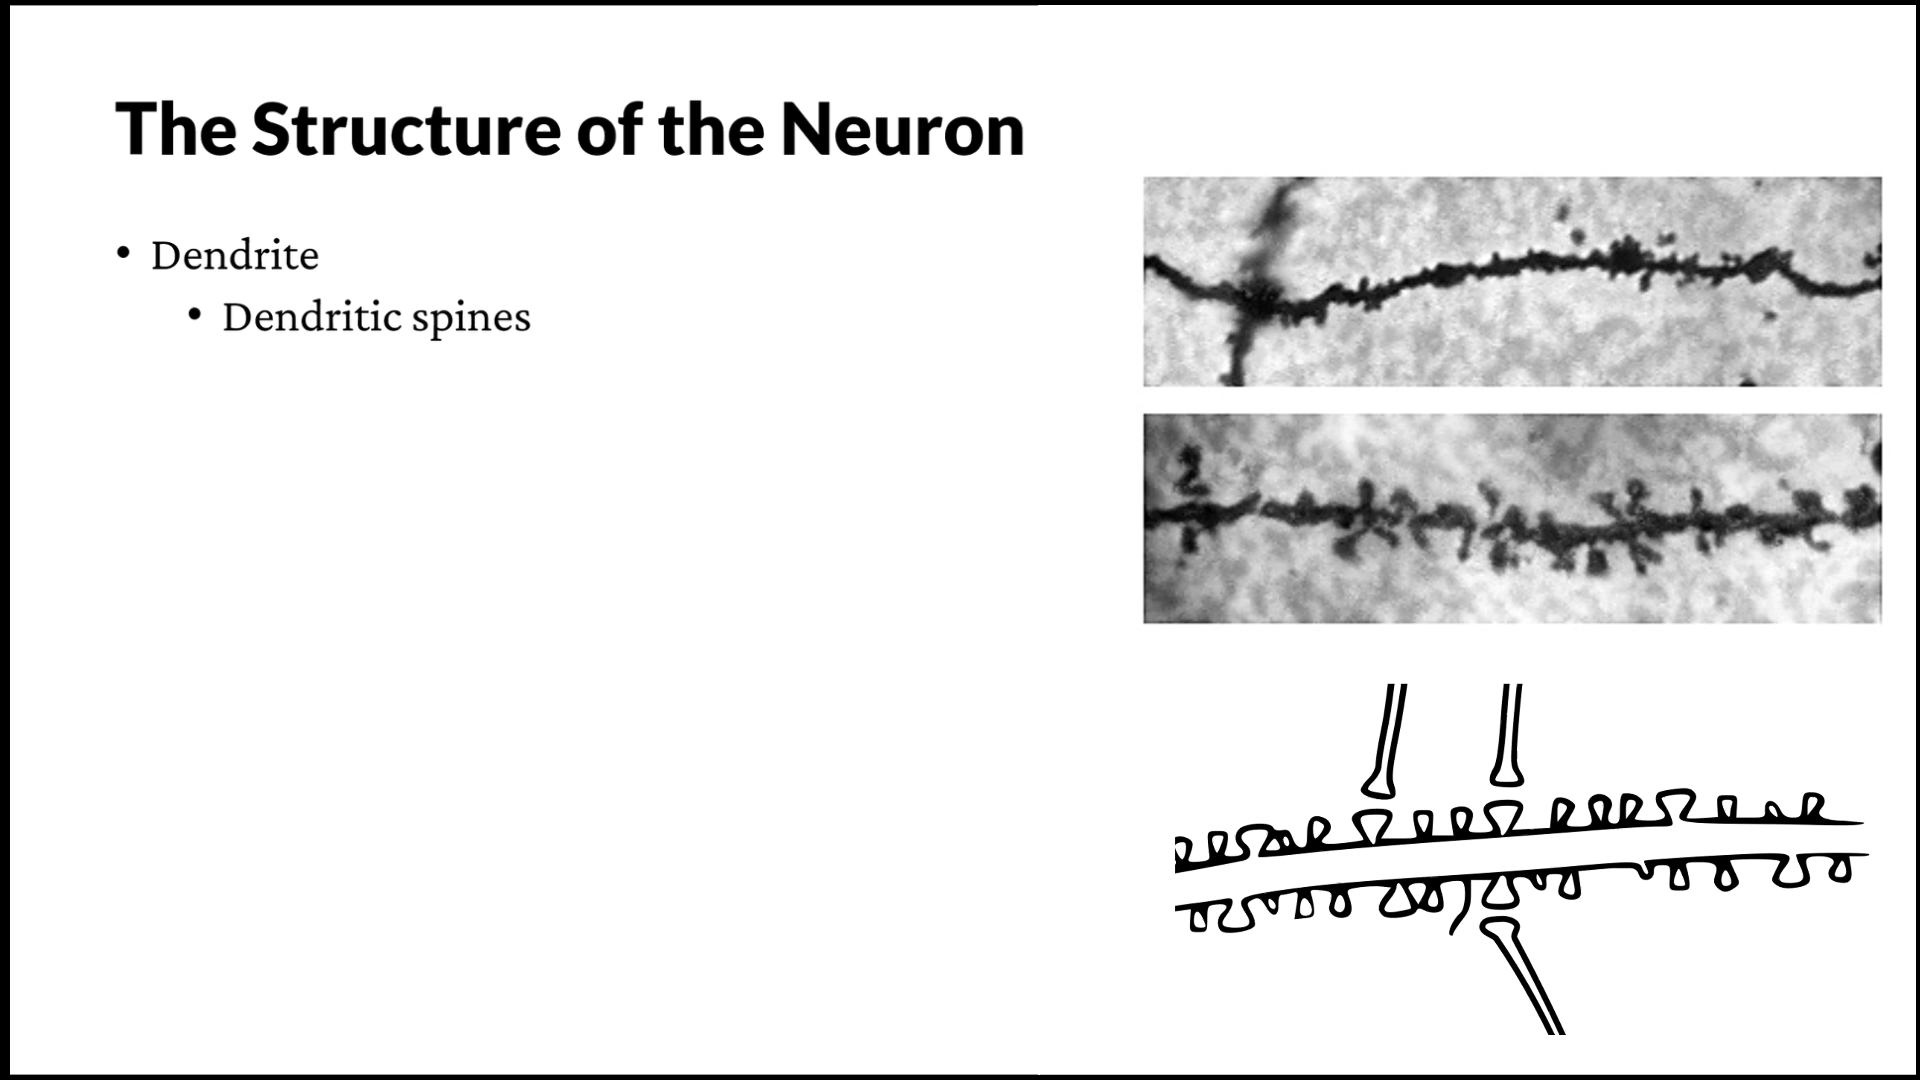 The Structure of the Neuron
• Dendrite
• Dendritic spines